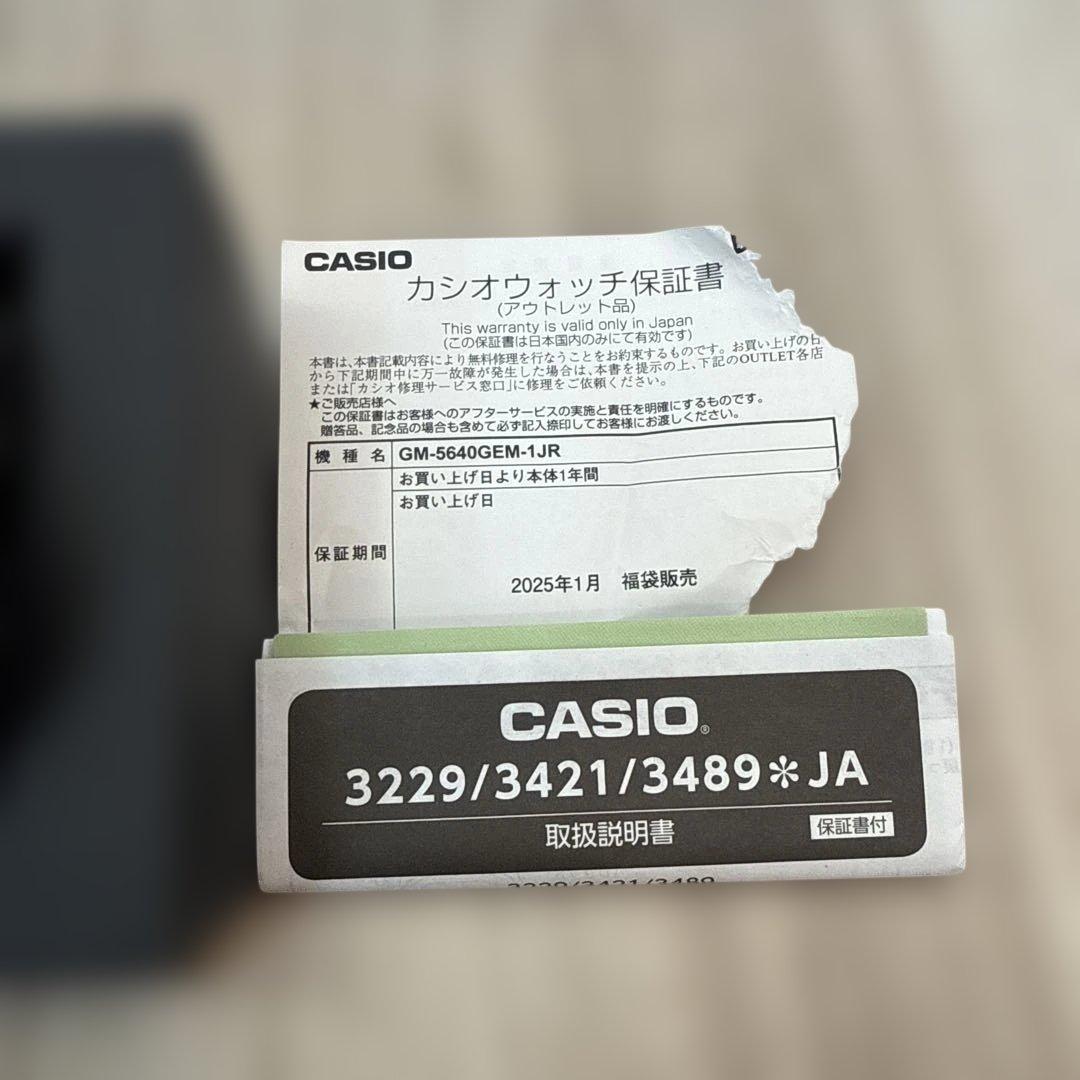 CASIO
カシオウォッチ保証書
(アウトレット品)
This warranty is valid only in Japan
(この保証書は日本国内のみにて有効です)
本書は、本書記載内容により無料修理を行なうことをお約束するものです。お買い上げの日
から下記期間中に万一故障が発生した場合は、本書を提示の上、下記のOUTLET各店
または「カシオ修理サービス窓口」に修理をご依頼ください。
★ご販売店様へ
この保証書はお客様へのアフターサービスの実施と責任を明確にするものです。
贈答品、記念品の場合も含めて必ず記入捺印してお客様にお渡しください。
機種名 GM-5640GEM-1JR
お買い上げ日より本体1年間
お買い上げ日
保証期間
2025年1月 福袋販売
CASIO®
3229/3421/3489✻JA
取扱説明書 保証書付
3229/3421/3489